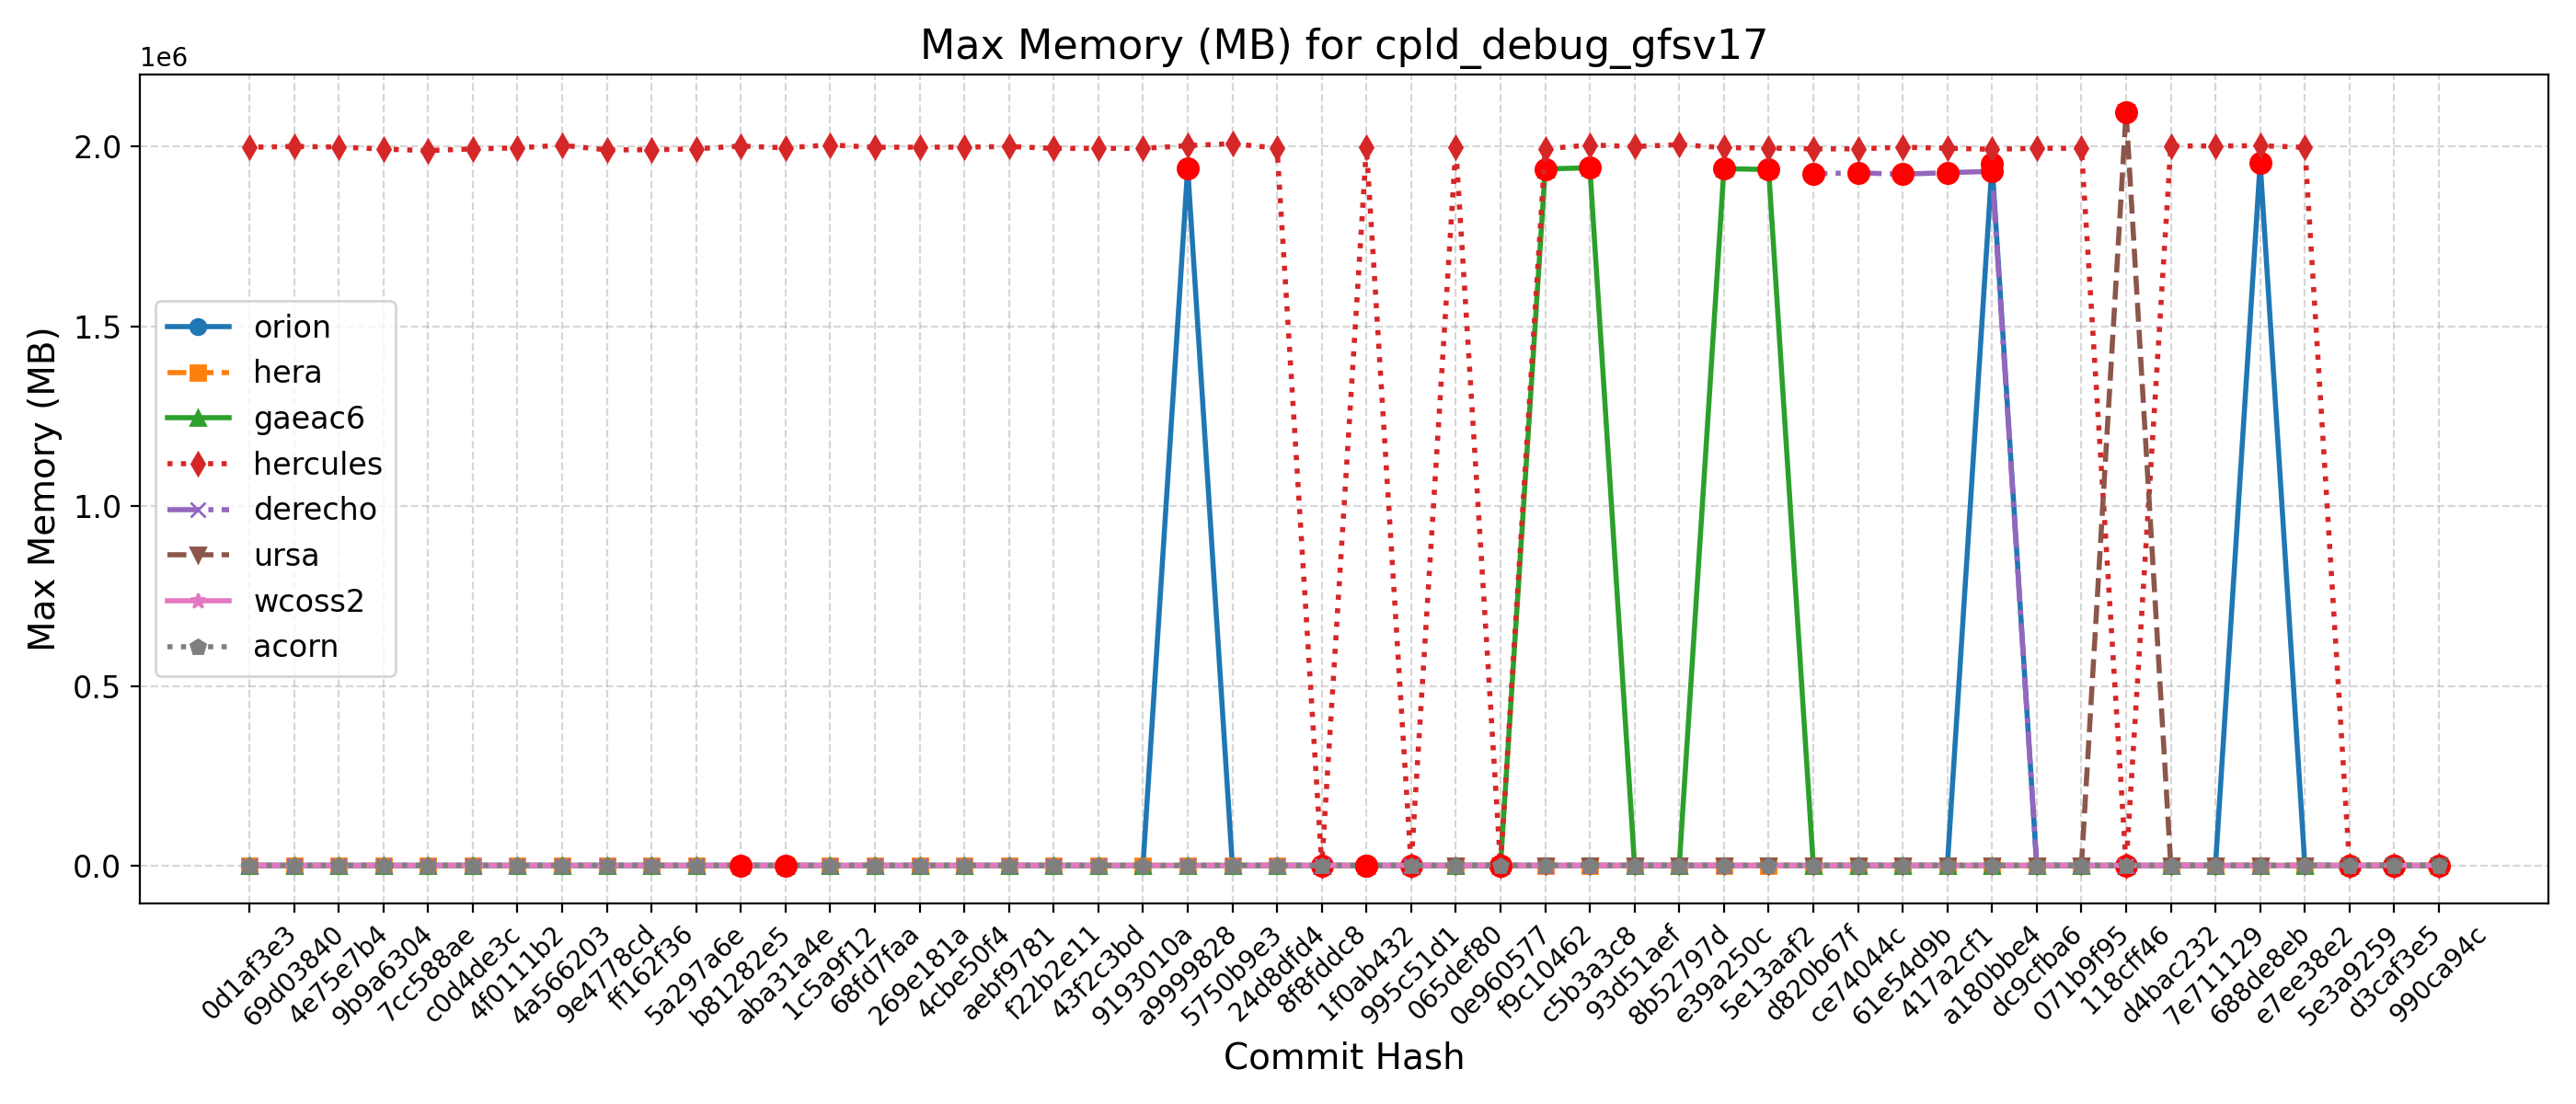 Max Memory (MB) for cpld_debug_gfsv17
1e6
2.0
1.5
1.0
0.5
0.0
Max Memory (MB)
orion
hera
gaeac6
hercules
derecho
ursa
wcoss2
acorn
0d1af3e3
69d03840
4e75e7b4
9b9a6304
7cc588ae
c0d4de3c
4f0111b2
4a566203
9e4778cd
ff162f36
5a297a6e
b81282e5
aba31a4e
1c5a9f12
68fd7faa
269e181a
4cbe50f4
aebf9781
f22b2e11
43f2c3bd
9193010a
a9999828
5750b9e3
24d8dfd4
8f8fddc8
1f0ab432
995c51d1
065def80
0e960577
f9c10462
c5b3a3c8
93d51aef
8b52797d
e39a250c
5e13aaf2
d820b67f
ce74044c
61e54d9b
417a2cf1
a180bbe4
dc9cfba6
071b9f95
118cff46
d4bac232
7e711129
688de8eb
e7ee38e2
5e3a9259
d3caf3e5
990ca94c
Commit Hash